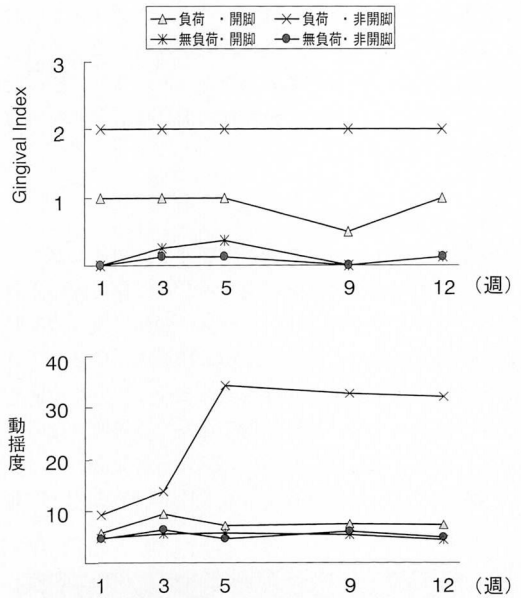 負荷 ・開脚 負荷 ・非開脚
無負荷・開脚 無負荷・非開脚
Gingival Index
3
2
1
1 3 5 9 12 (週)
動揺度
40
30
20
10
1 3 5 9 12 (週)